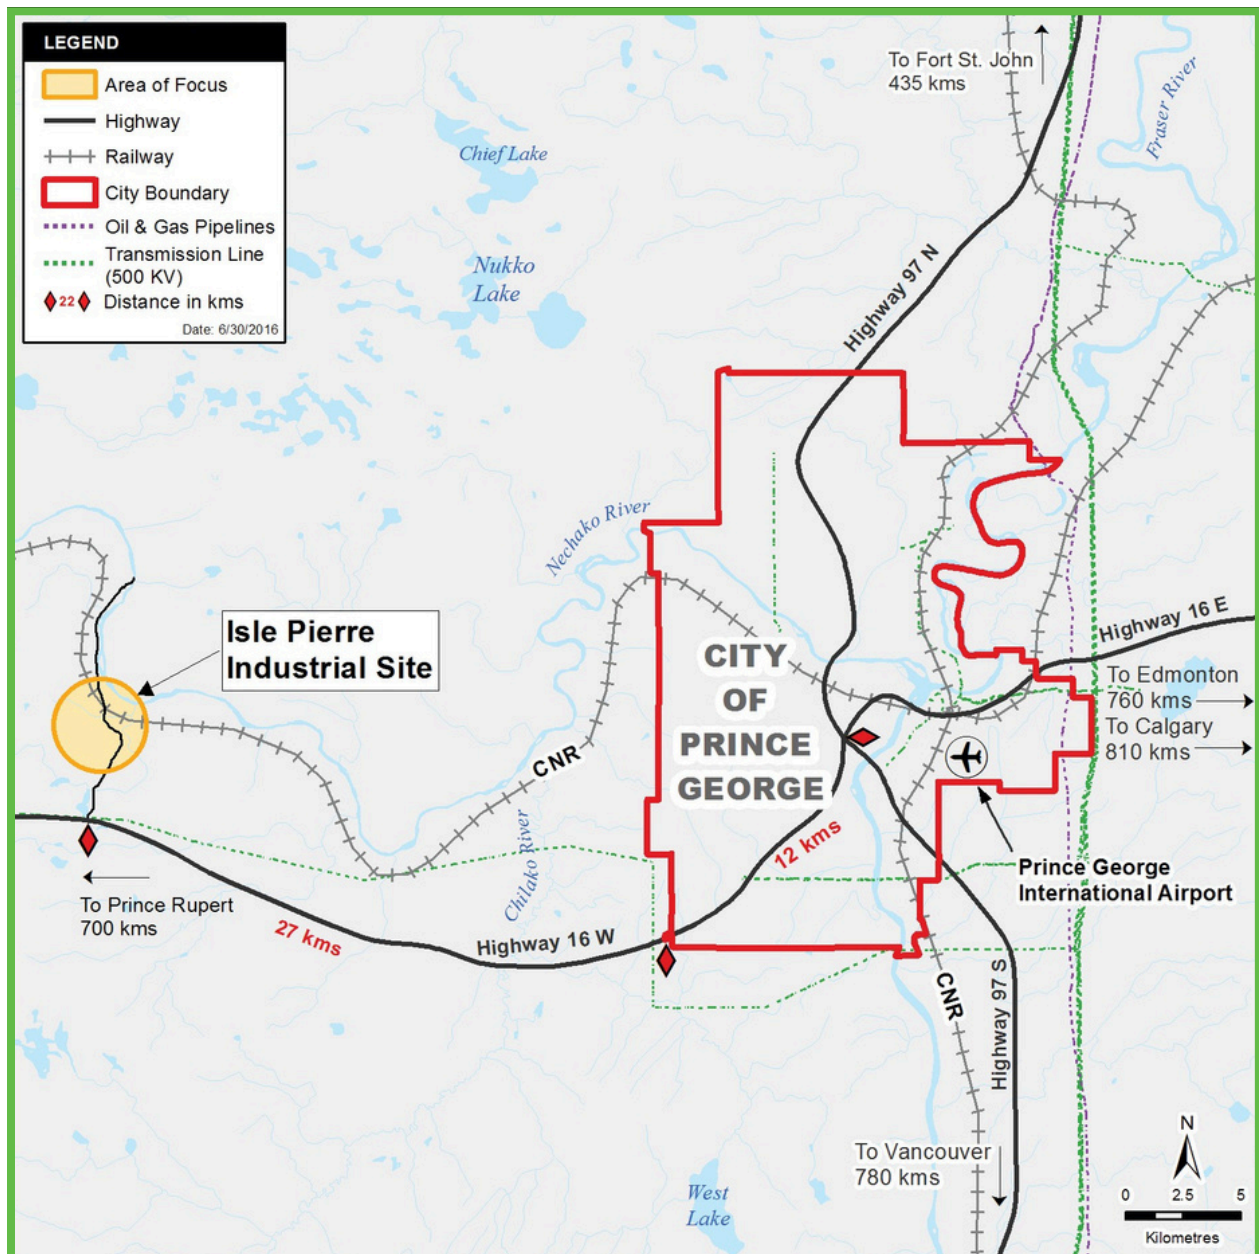 LEGEND
Area of Focus
Highway
Railway
City Boundary
Oil & Gas Pipelines
Transmission Line
(500 KV)
22 Distance in kms
Date: 6/30/2016
To Fort St. John
435 kms
Fraser River
Chief Lake
Nukko
Lake
Highway 97 N
Nechako River
Isle Pierre
Industrial Site
CITY
OF
PRINCE
GEORGE
Highway 16 E
To Edmonton
760 kms
To Calgary
810 kms
CNR
12 kms
Chilako River
Prince George
International Airport
To Prince Rupert
700 kms
27 kms
Highway 16 W
CNR
Highway 97 S
To Vancouver
780 kms
West
Lake
N
0 2.5 5
Kilometres